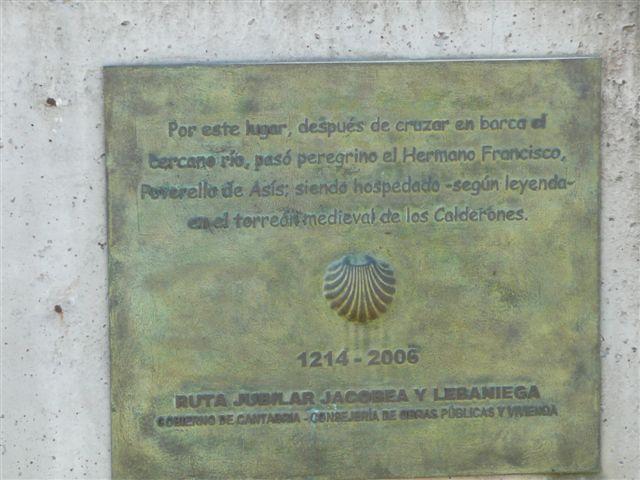 Por este lugar, después de cruzar en barca el
cercano río, pasó peregrino el Hermano Francisco,
Poverello de Asís; siendo hospedado -según leyenda-
en el torreón medieval de los Calderones.
1214 - 2006
RUTA JUBILAR JACOBEA Y LEBANIEGA
GOBIERNO DE CANTABRIA - CONSEJERÍA DE OBRAS PÚBLICAS Y VIVIENDA